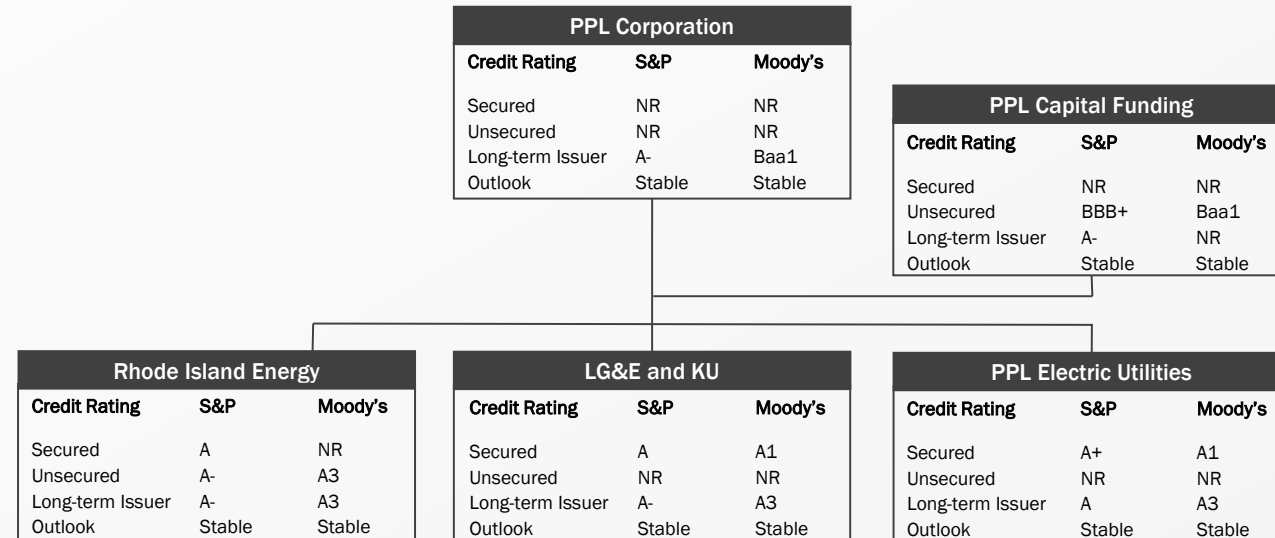 PPL Corporation
Credit Rating S&P Moody's
Secured NR NR
Unsecured NR NR
Long-term Issuer A- Baa1
Outlook Stable Stable
PPL Capital Funding
Credit Rating S&P Moody's
Secured NR NR
Unsecured BBB+ Baa1
Long-term Issuer A- NR
Outlook Stable Stable
Rhode Island Energy
Credit Rating S&P Moody's
Secured A NR
Unsecured A- A3
Long-term Issuer A- A3
Outlook Stable Stable
LG&E and KU
Credit Rating S&P Moody's
Secured A A1
Unsecured NR NR
Long-term Issuer A- A3
Outlook Stable Stable
PPL Electric Utilities
Credit Rating S&P Moody's
Secured A+ A1
Unsecured NR NR
Long-term Issuer A A3
Outlook Stable Stable